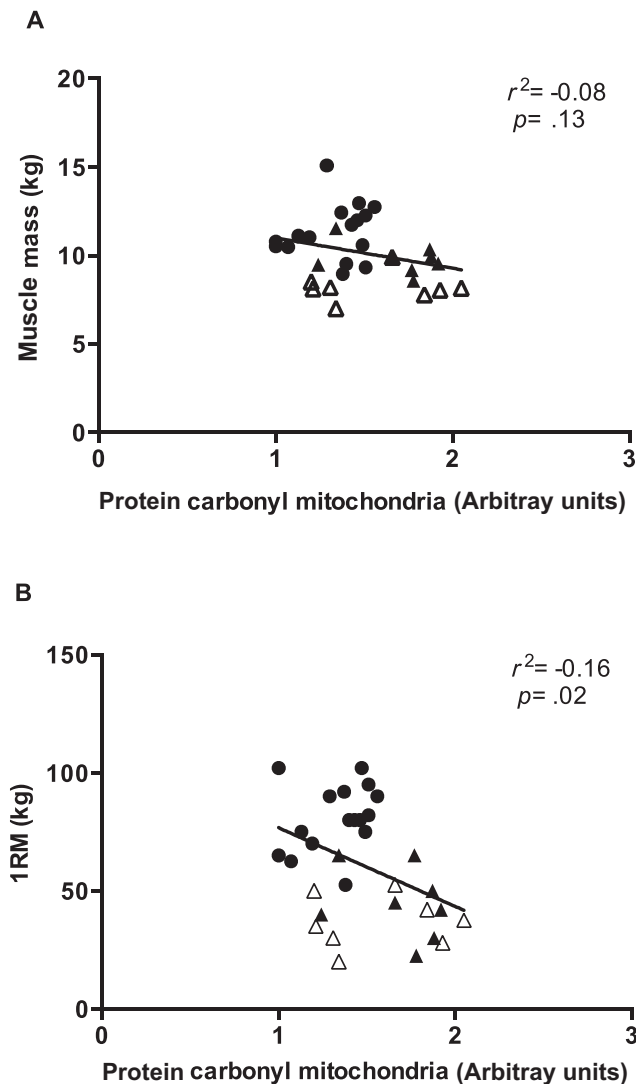 A
20
15
10
5
0
Muscle mass (kg)
r²= -0.08
p= .13
0 1 2 3
Protein carbonyl mitochondria (Arbitray units)
B
150
100
50
0
1RM (kg)
r²= -0.16
p= .02
0 1 2 3
Protein carbonyl mitochondria (Arbitray units)